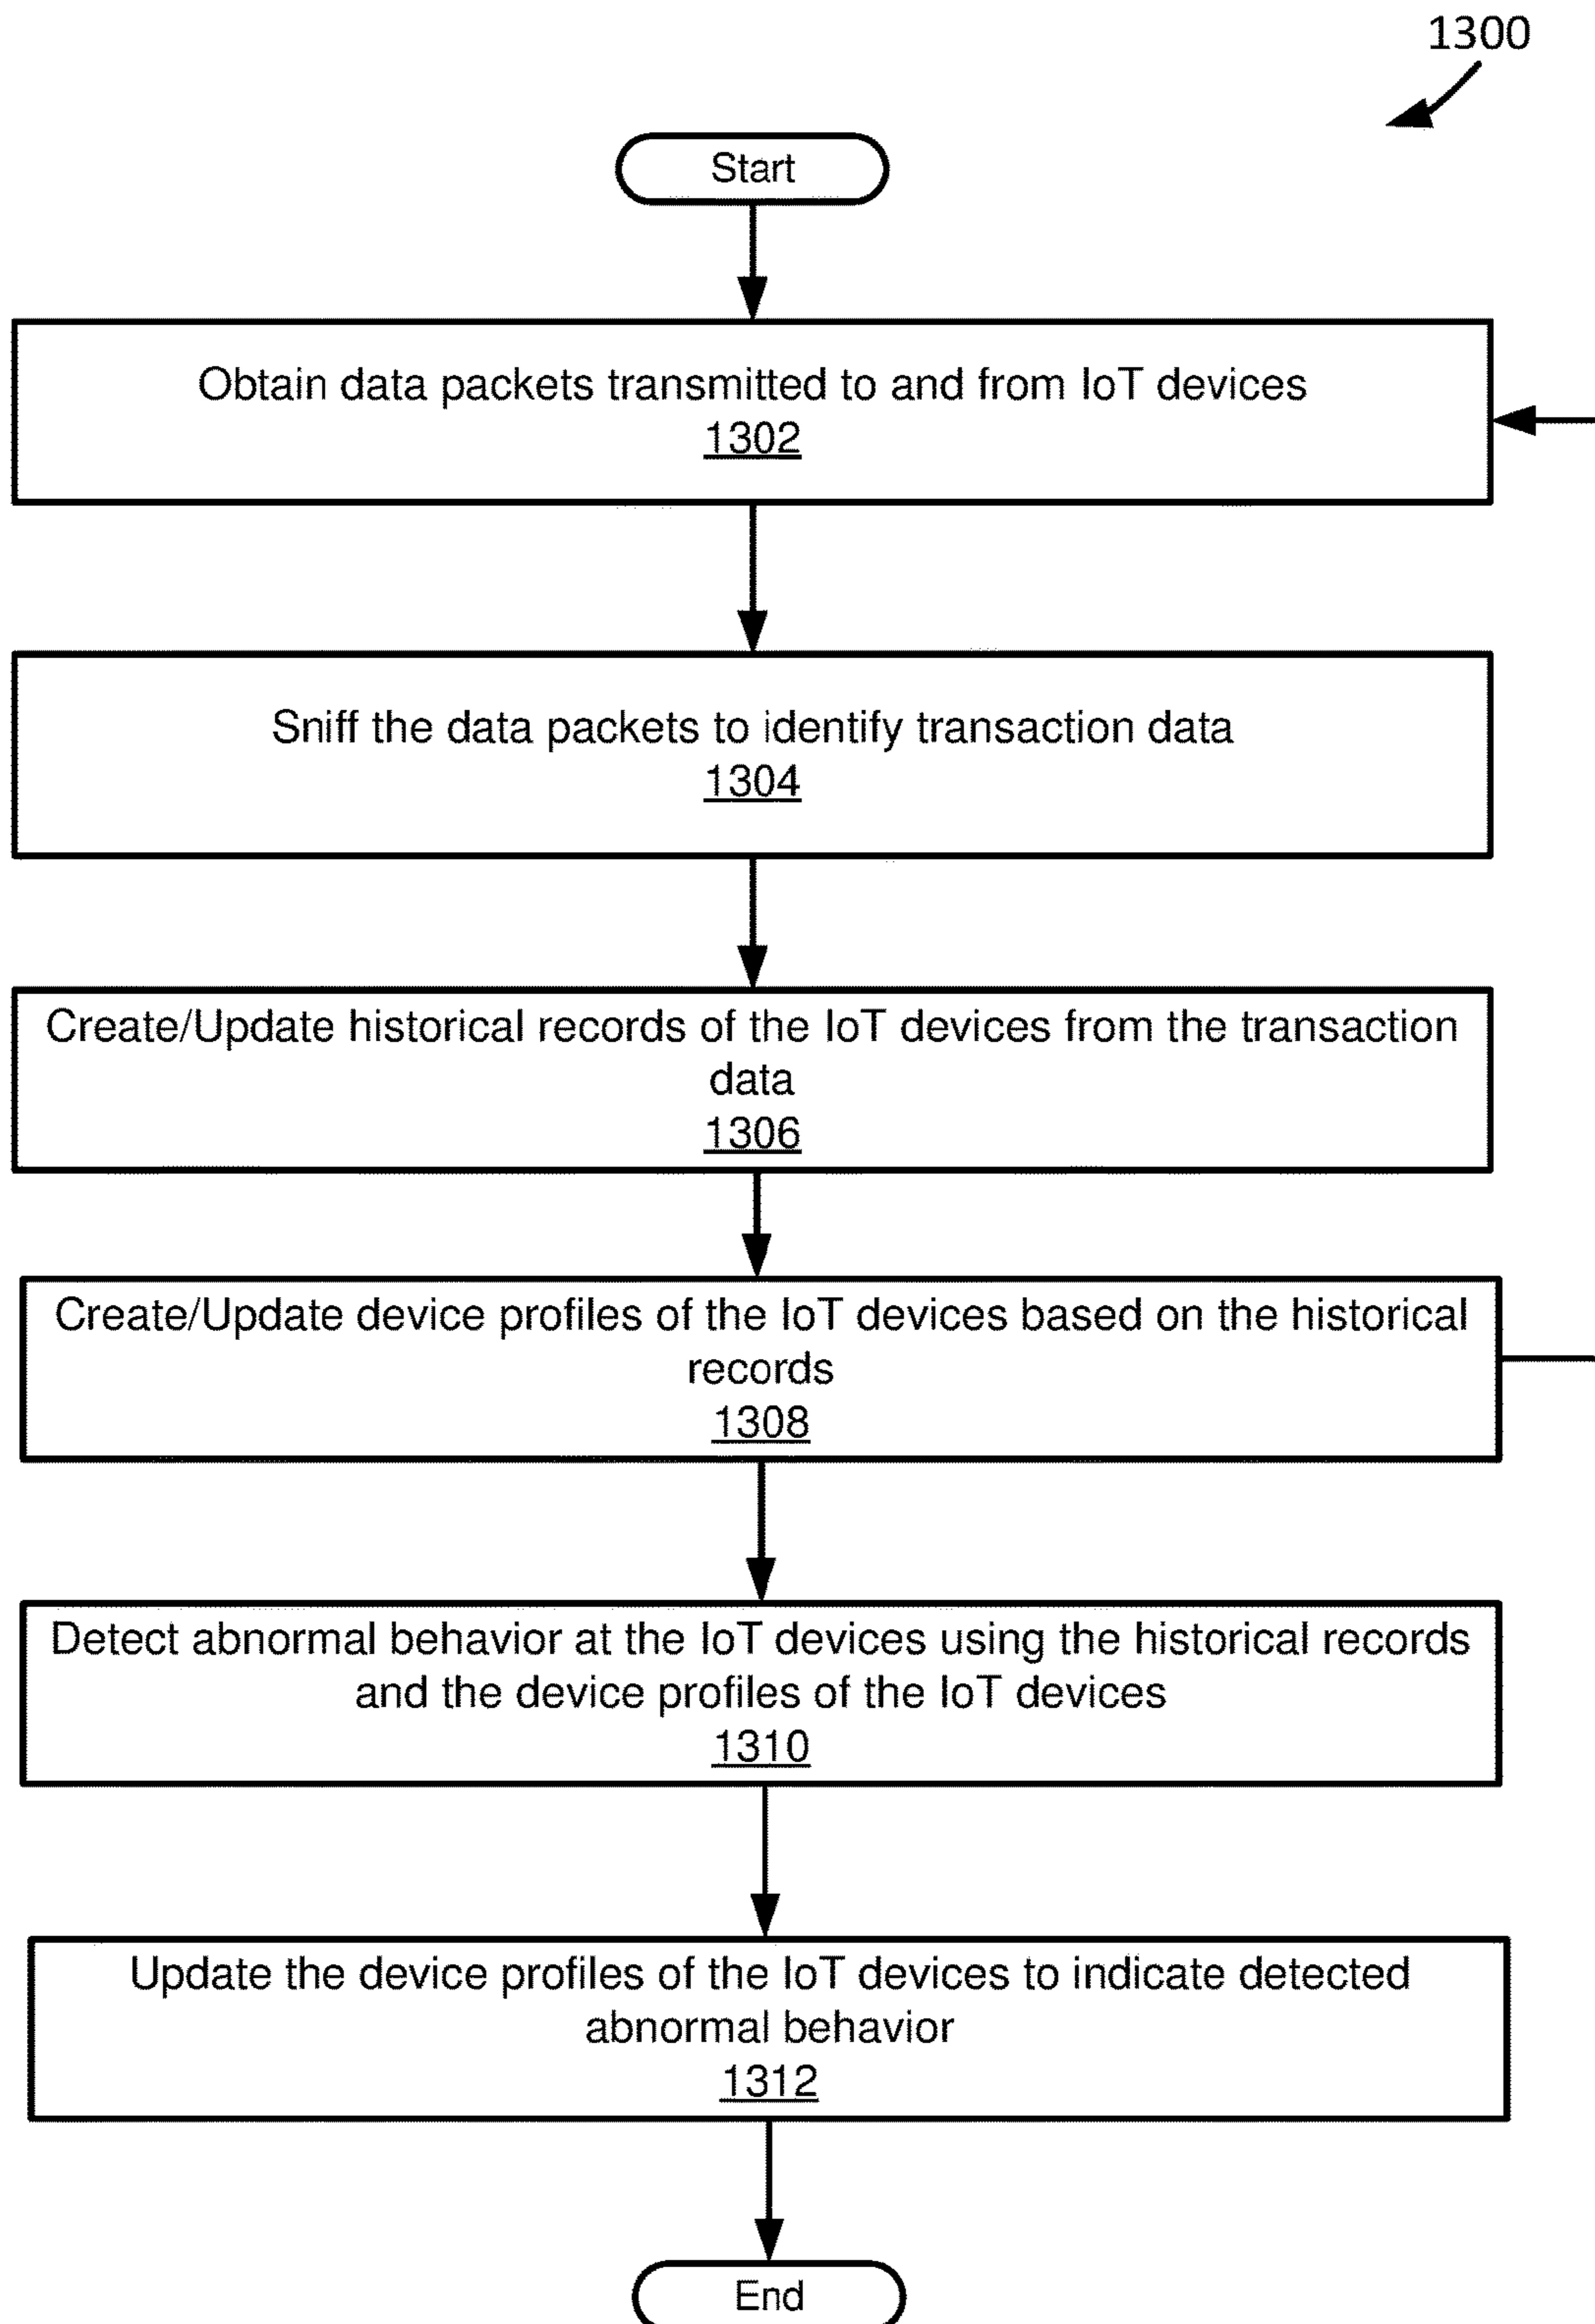 1300
Start
Obtain data packets transmitted to and from IoT devices
1302
Sniff the data packets to identify transaction data
1304
Create/Update historical records of the IoT devices from the transaction
data
1306
Create/Update device profiles of the IoT devices based on the historical
records
1308
Detect abnormal behavior at the IoT devices using the historical records
and the device profiles of the IoT devices
1310
Update the device profiles of the IoT devices to indicate detected
abnormal behavior
1312
End